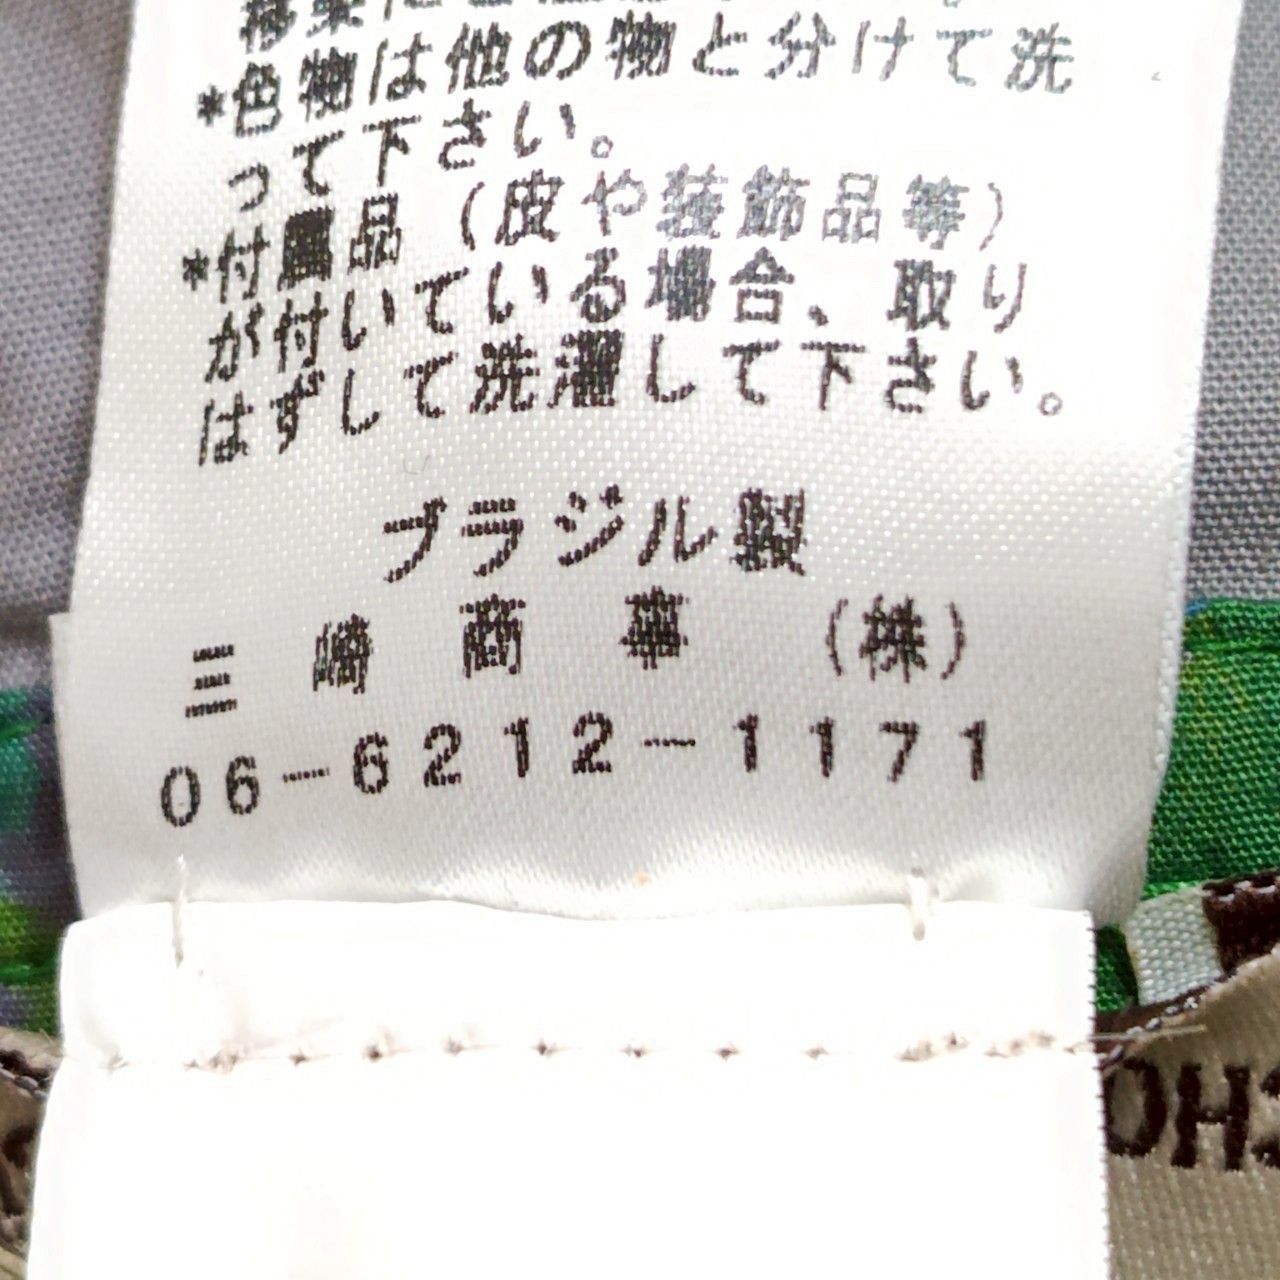 *色物は他の物と分けて洗
って下さい。
*付属品（皮や装飾品等）
が付いている場合、取り
はずして洗濯して下さい。
ブラジル製
三崎商事（株）
06-6212-1171